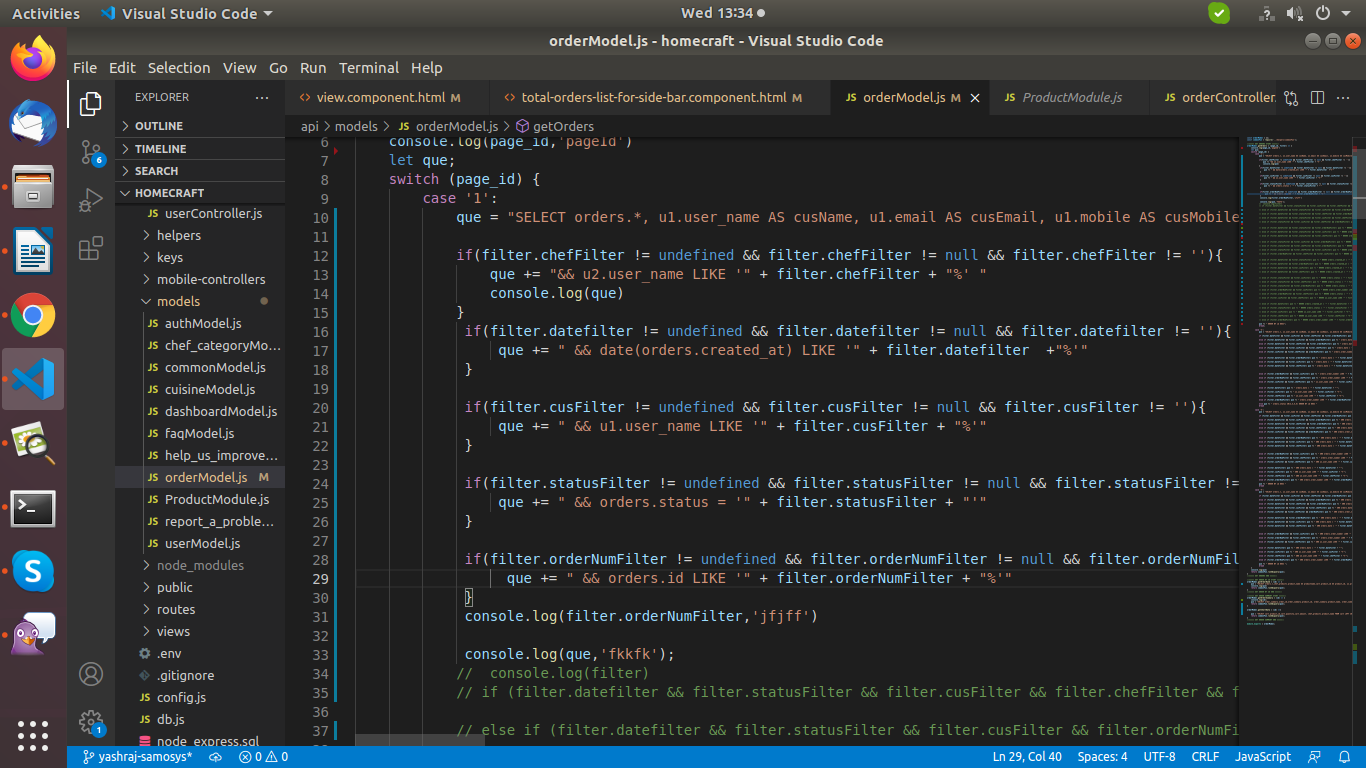 Activities
Visual Studio Code
Wed 13:34
orderModel.js - homecraft - Visual Studio Code
File Edit Selection View Go Run Terminal Help
EXPLORER
OUTLINE
TIMELINE
SEARCH
HOMECRAFT
JS userController.js
helpers
keys
mobile-controllers
models
JS authModel.js
JS chef_categoryMo...
JS commonModel.js
JS cuisineModel.js
JS dashboardModel.js
JS faqModel.js
JS help_us_improve...
JS orderModel.js M
JS ProductModule.js
JS report_a_proble...
JS userModel.js
node_modules
public
routes
views
.env
.gitignore
JS config.js
JS db.js
node_express.sql
6
1
view.component.html M
total-orders-list-for-side-bar.component.html M
JS orderModel.js M
JS ProductModule.js
JS orderController.
api > models > JS orderModel.js > getOrders
6 console.log(page_id,'pageId')
7 let que;
8 switch (page_id) {
9 case '1':
10 que = "SELECT orders.*, u1.user_name AS cusName, u1.email AS cusEmail, u1.mobile AS cusMobile
11
12 if(filter.chefFilter != undefined && filter.chefFilter != null && filter.chefFilter != ''){
13 que += "&& u2.user_name LIKE '" + filter.chefFilter + "%' "
14 console.log(que)
15 }
16 if(filter.datefilter != undefined && filter.datefilter != null && filter.datefilter != ''){
17 que += " && date(orders.created_at) LIKE '" + filter.datefilter  +"%'"
18 }
19
20 if(filter.cusFilter != undefined && filter.cusFilter != null && filter.cusFilter != ''){
21 que += " && u1.user_name LIKE '" + filter.cusFilter + "%'"
22 }
23
24 if(filter.statusFilter != undefined && filter.statusFilter != null && filter.statusFilter !=
25 que += " && orders.status = '" + filter.statusFilter + "'"
26 }
27
28 if(filter.orderNumFilter != undefined && filter.orderNumFilter != null && filter.orderNumFil
29 que += " && orders.id LIKE '" + filter.orderNumFilter + "%'"
30 }
31 console.log(filter.orderNumFilter,'jfjff')
32
33 console.log(que,'fkkfk');
34 //  console.log(filter)
35 // if (filter.datefilter && filter.statusFilter && filter.cusFilter && filter.chefFilter && f
36
37 // else if (filter.datefilter && filter.statusFilter && filter.cusFilter && filter.orderNumFi
yashraj-samosys*
0
0
Ln 29, Col 40
Spaces: 4
UTF-8
CRLF
JavaScript